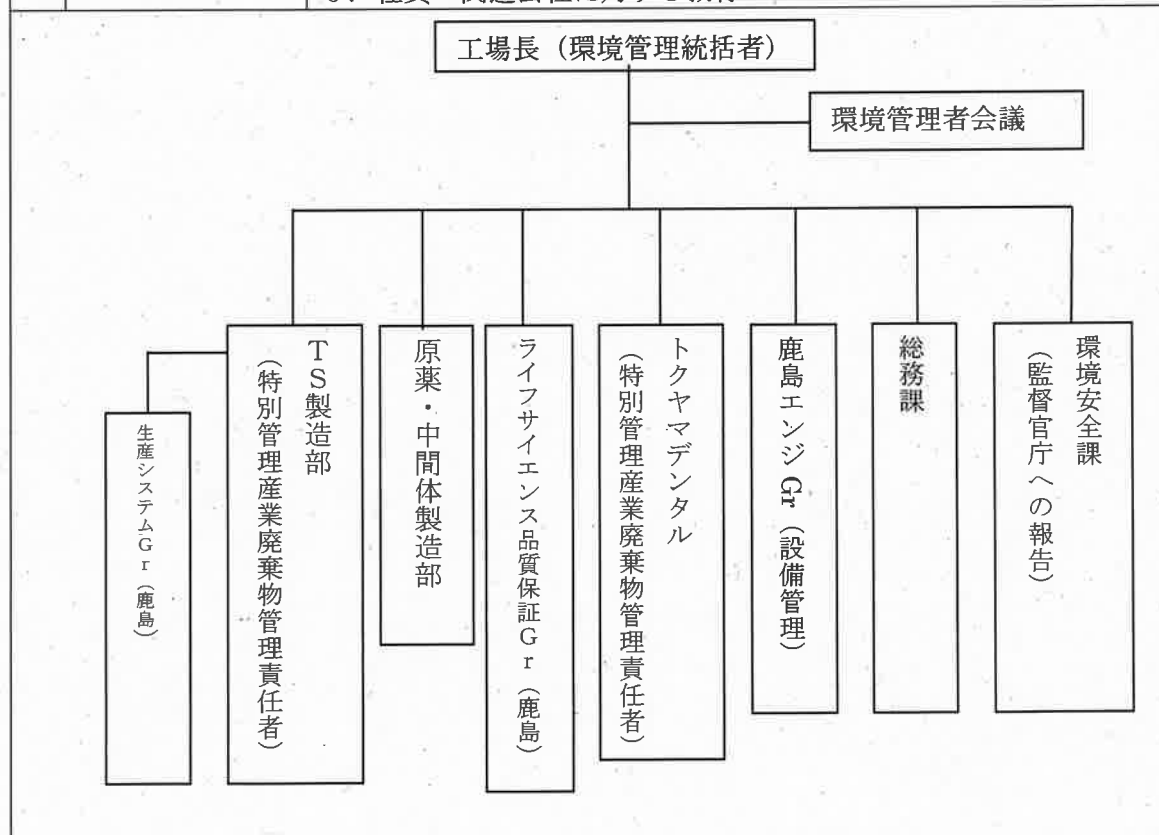 工場長（環境管理統括者）
環境管理者会議
環境安全課
（監督官庁への報告）
総務課
鹿島エンジGr（設備管理）
トクヤマデンタル
（特別管理産業廃棄物管理責任者）
ライフサイエンス品質保証Gr（鹿島）
原薬・中間体製造部
TS製造部
（特別管理産業廃棄物管理責任者）
生産システムGr（鹿島）